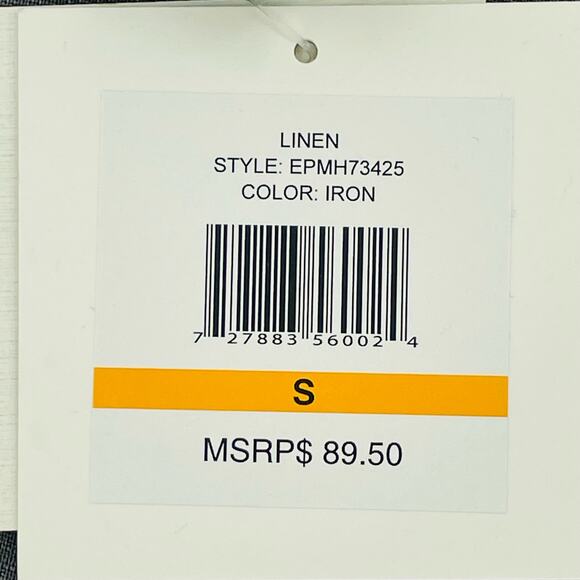 LINEN
STYLE: EPMH73425
COLOR: IRON
7 27883 56002 4
S
MSRP$ 89.50